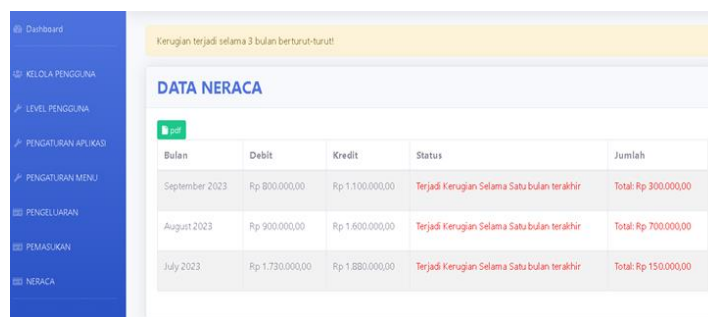 Dashboard
KELOLA PENGGUNA
LEVEL PENGGUNA
PENGATURAN APLIKASI
PENGATURAN MENU
PENGELUARAN
PEMASUKAN
NERACA
Kerugian terjadi selama 3 bulan berturut-turut!
DATA NERACA
pdf
Bulan Debit Kredit Status Jumlah
September 2023 Rp 800.000,00 Rp 1.100.000,00 Terjadi Kerugian Selama Satu bulan terakhir Total: Rp 300.000,00
August 2023 Rp 900.000,00 Rp 1.600.000,00 Terjadi Kerugian Selama Satu bulan terakhir Total: Rp 700.000,00
July 2023 Rp 1.730.000,00 Rp 1.880.000,00 Terjadi Kerugian Selama Satu bulan terakhir Total: Rp 150.000,00